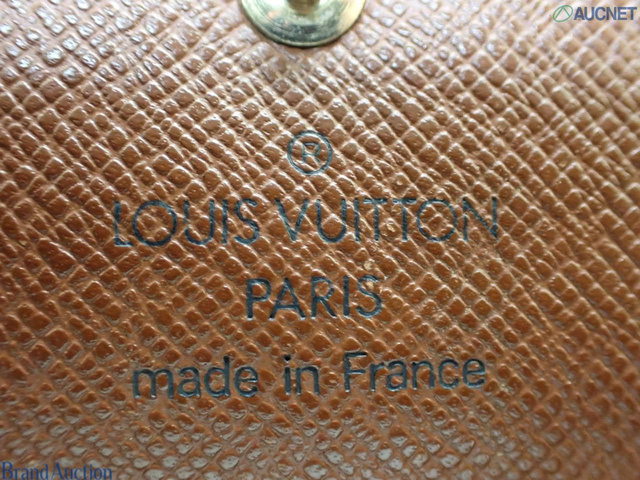 AUCNET
®
LOUIS VUITTON
PARIS
made in France
Brand Auction